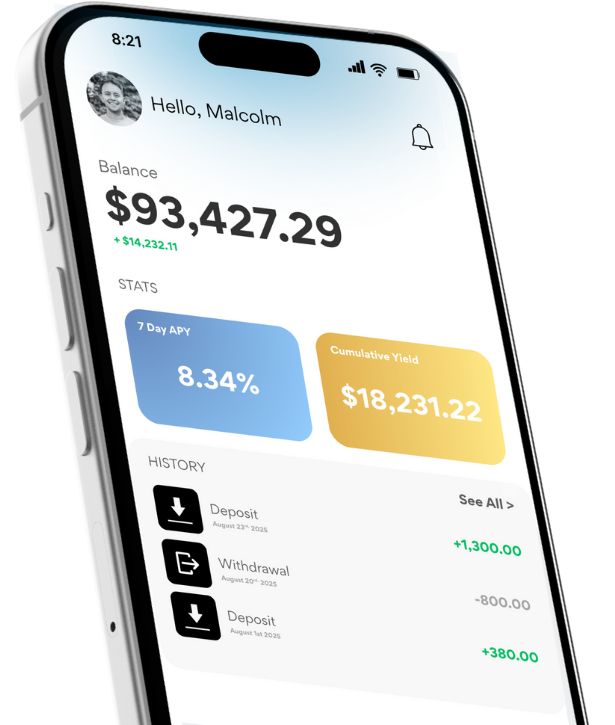 8:21
Hello, Malcolm
Balance
$93,427.29
+ $14,232.11
STATS
7 Day APY
8.34%
Cumulative Yield
$18,231.22
HISTORY
See All >
Deposit
August 23rd 2025
+1,300.00
Withdrawal
August 20th 2025
-800.00
Deposit
August 1st 2025
+380.00